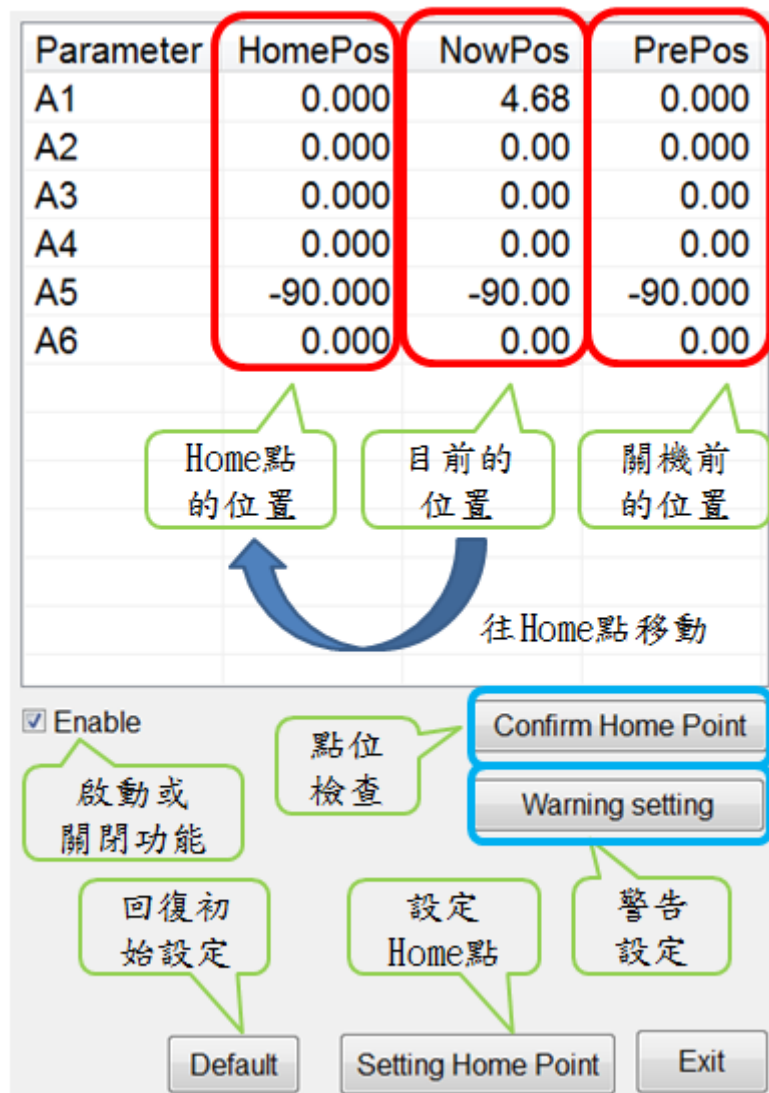 Parameter HomePos NowPos PrePos
A1 0.000 4.68 0.000
A2 0.000 0.00 0.000
A3 0.000 0.00 0.00
A4 0.000 0.00 0.00
A5 -90.000 -90.00 -90.000
A6 0.000 0.00 0.00
Home點
的位置
目前的
位置
關機前
的位置
往Home點移動
Enable
點位
檢查
Confirm Home Point
啟動或
關閉功能
Warning setting
回復初
始設定
設定
Home點
警告
設定
Default
Setting Home Point
Exit